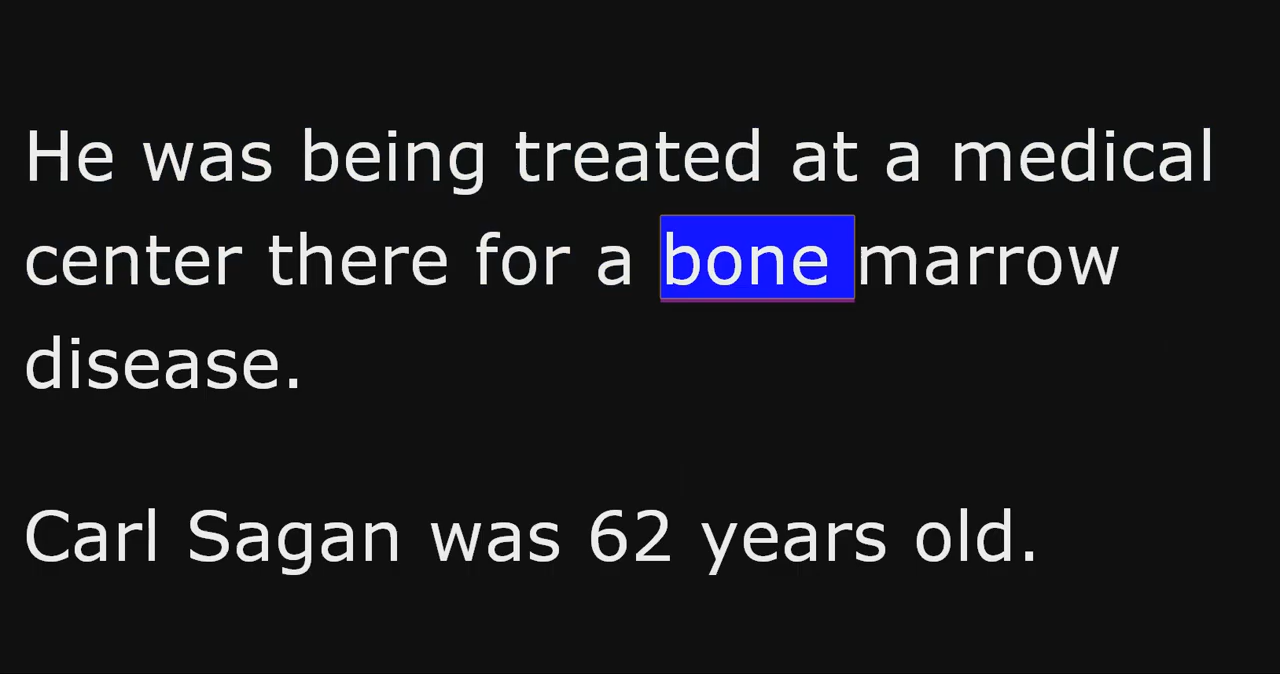 He was being treated at a medical
center there for a bone marrow
disease.
Carl Sagan was 62 years old.